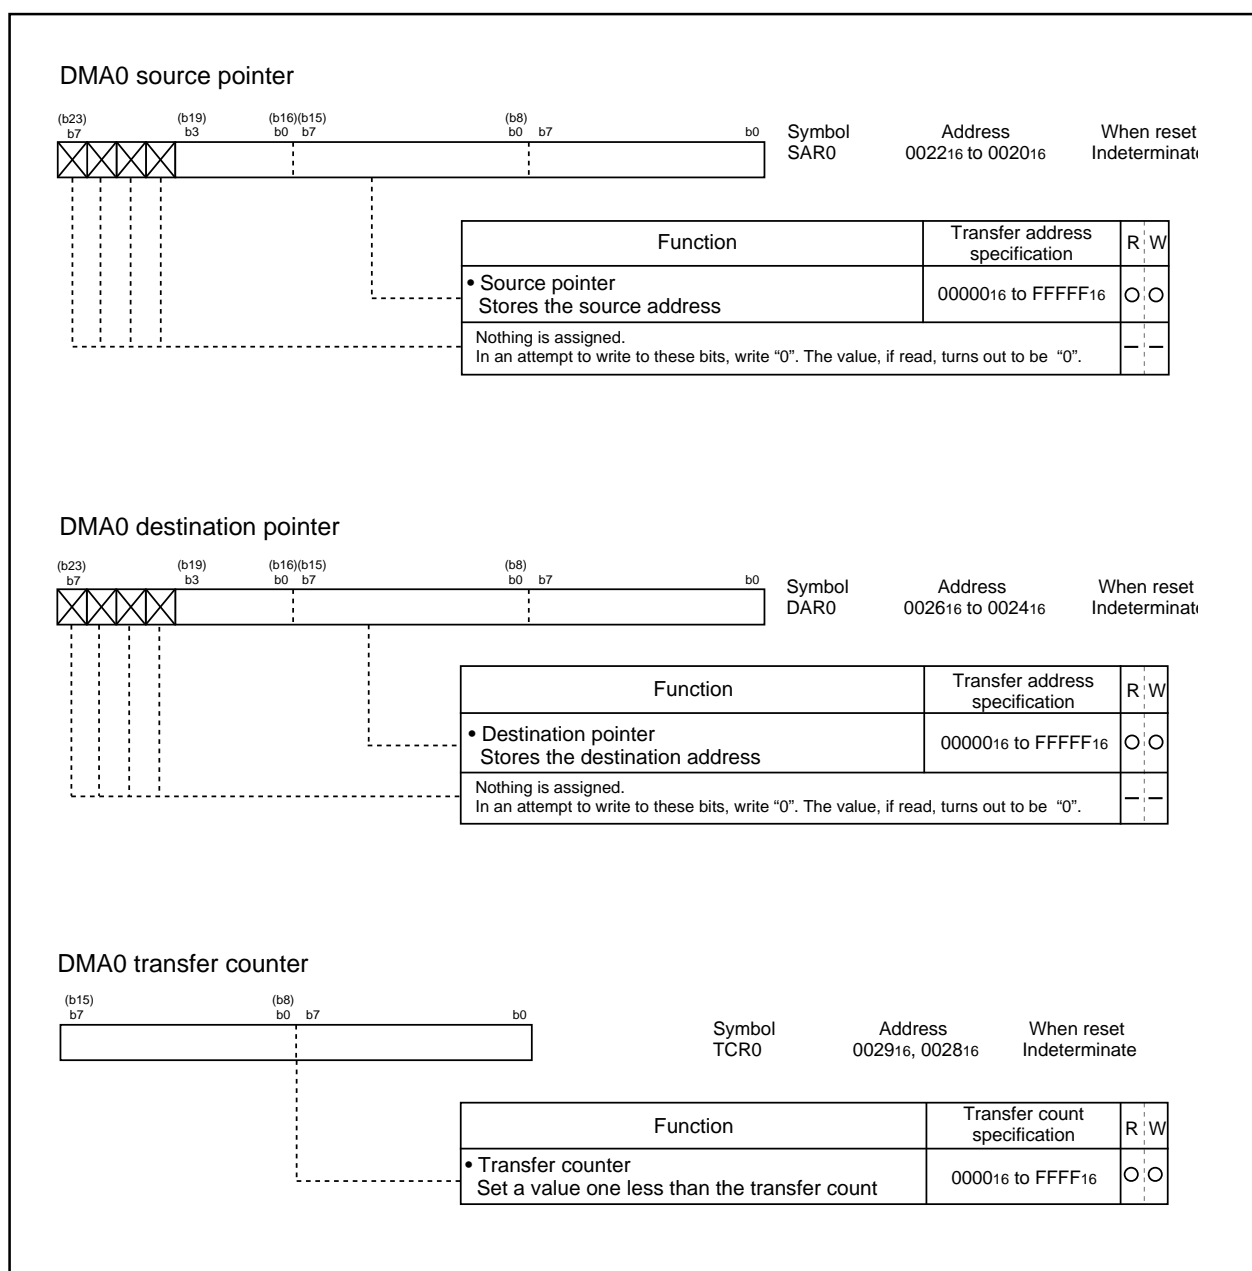 DMA0 source pointer
(b23) (b19) (b16)(b15) (b8)
b7 b3 b0 b7 b0 b7 b0
Symbol Address When reset
SAR0 002216 to 002016 Indeterminate
Function Transfer address specification R W
• Source pointer
Stores the source address 0000016 to FFFFF16
Nothing is assigned.
In an attempt to write to these bits, write “0”. The value, if read, turns out to be “0”.
DMA0 destination pointer
(b23) (b19) (b16)(b15) (b8)
b7 b3 b0 b7 b0 b7 b0
Symbol Address When reset
DAR0 002616 to 002416 Indeterminate
Function Transfer address specification R W
• Destination pointer
Stores the destination address 0000016 to FFFFF16
Nothing is assigned.
In an attempt to write to these bits, write “0”. The value, if read, turns out to be “0”.
DMA0 transfer counter
(b15) (b8)
b7 b0 b7 b0
Symbol Address When reset
TCR0 002916, 002816 Indeterminate
Function Transfer count specification R W
• Transfer counter
Set a value one less than the transfer count 000016 to FFFF16